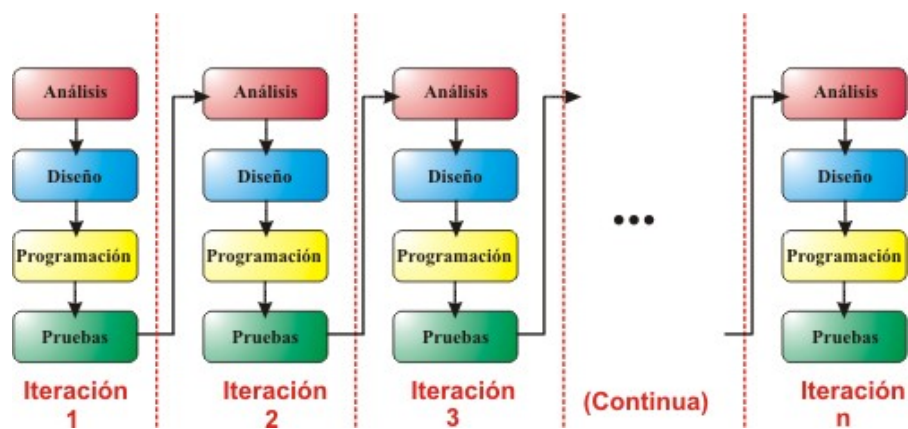 Análisis
Diseño
Programación
Pruebas
Iteración
1
Análisis
Diseño
Programación
Pruebas
Iteración
2
Análisis
Diseño
Programación
Pruebas
Iteración
3
...
(Continua)
Análisis
Diseño
Programación
Pruebas
Iteración
n